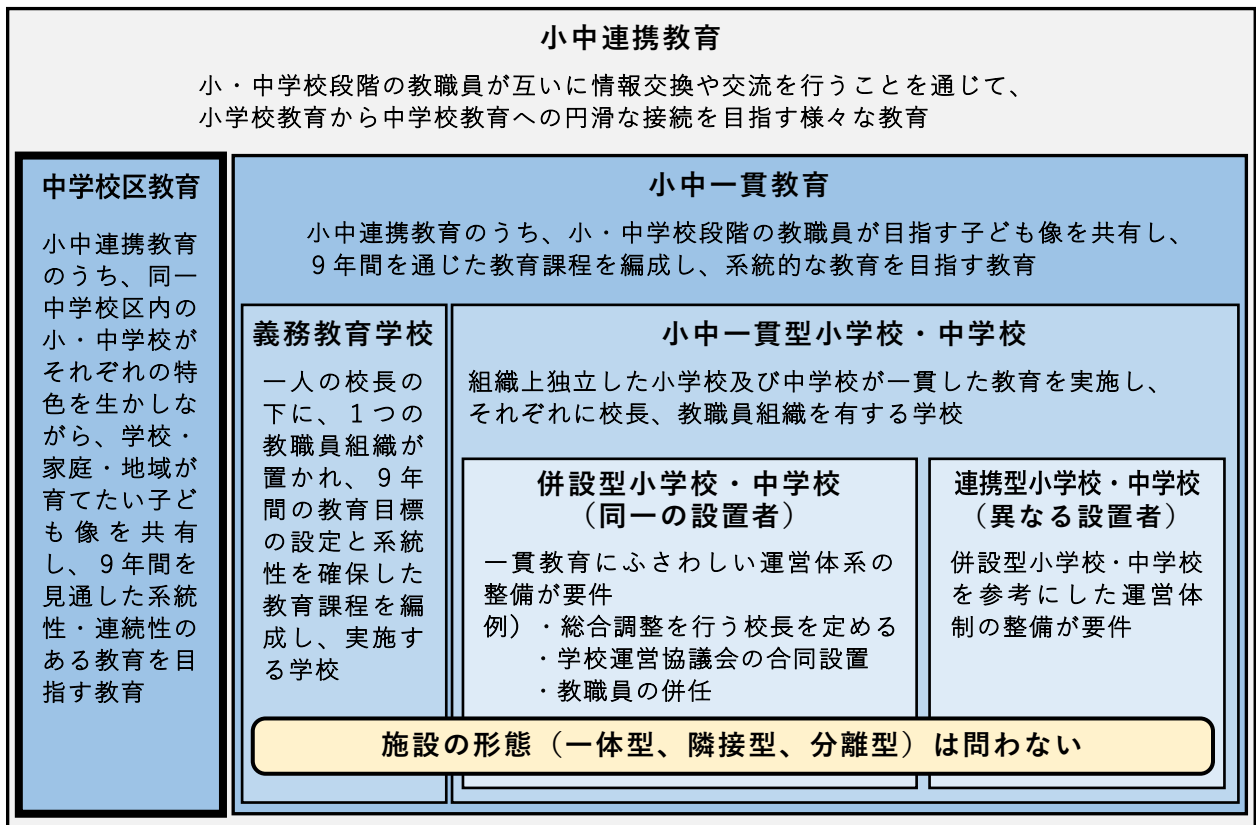 小中連携教育
小・中学校段階の教職員が互いに情報交換や交流を行うことを通じて、
小学校教育から中学校教育への円滑な接続を目指す様々な教育
中学校区教育
小中連携教育
のうち、同一
中学校区内の
小・中学校が
それぞれの特
色を生かしな
がら、学校・
家庭・地域が
育てたい子ど
も像を共有
し、9年間を
見通した系統
性・連続性の
ある教育を目
指す教育
小中一貫教育
小中連携教育のうち、小・中学校段階の教職員が目指す子ども像を共有し、
9年間を通じた教育課程を編成し、系統的な教育を目指す教育
義務教育学校
一人の校長の
下に、1つの
教職員組織が
置かれ、9年
間の教育目標
の設定と系統
性を確保した
教育課程を編
成し、実施す
る学校
小中一貫型小学校・中学校
組織上独立した小学校及び中学校が一貫した教育を実施し、
それぞれに校長、教職員組織を有する学校
併設型小学校・中学校
（同一の設置者）
一貫教育にふさわしい運営体系の
整備が要件
例）・総合調整を行う校長を定める
・学校運営協議会の合同設置
・教職員の併任
連携型小学校・中学校
（異なる設置者）
併設型小学校・中学校
を参考にした運営体
制の整備が要件
施設の形態（一体型、隣接型、分離型）は問わない